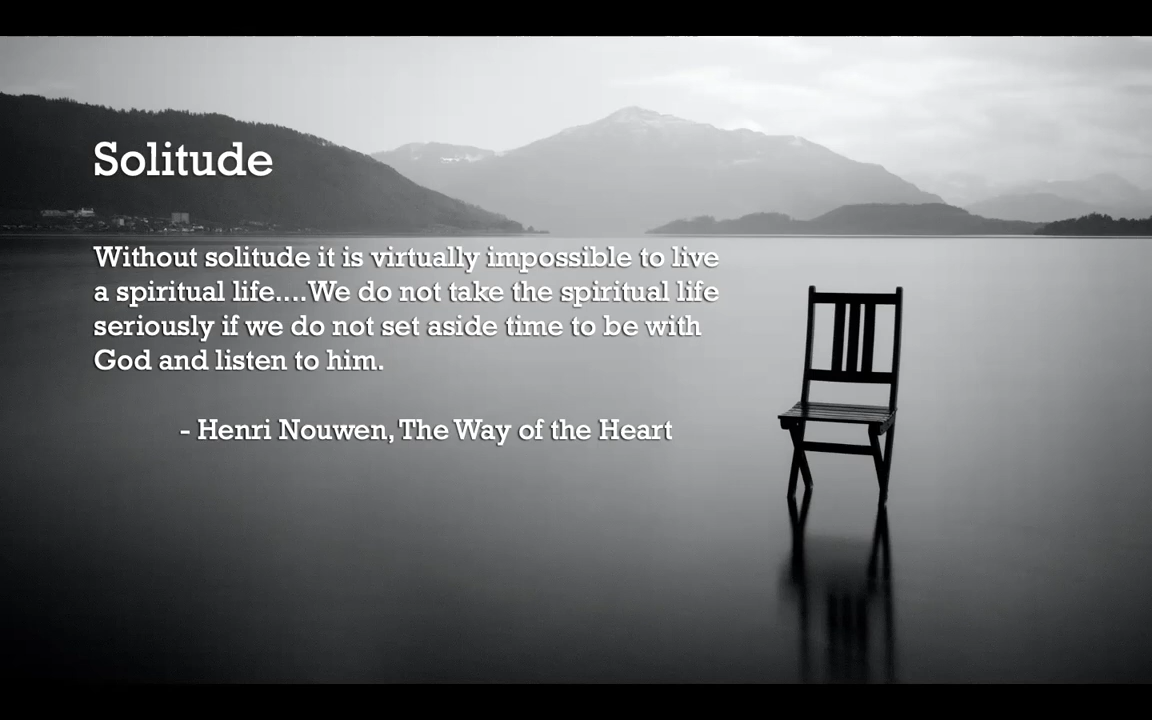 Solitude
Without solitude it is virtually impossible to live
a spiritual life....We do not take the spiritual life
seriously if we do not set aside time to be with
God and listen to him.
- Henri Nouwen, The Way of the Heart